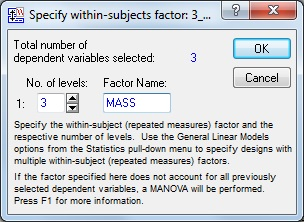 Specify within-subjects factor: 3_...
Total number of
dependent variables selected: 3
OK
Cancel
No. of levels: Factor Name:
1: 3 MASS
Specify the within-subject (repeated measures) factor and the
respective number of levels. Use the General Linear Models
options from the Statistics pull-down menu to specify designs with
multiple within-subject (repeated measures) factors.
If the factor specified here does not account for all previously
selected dependent variables, a MANOVA will be performed.
Press F1 for more information.